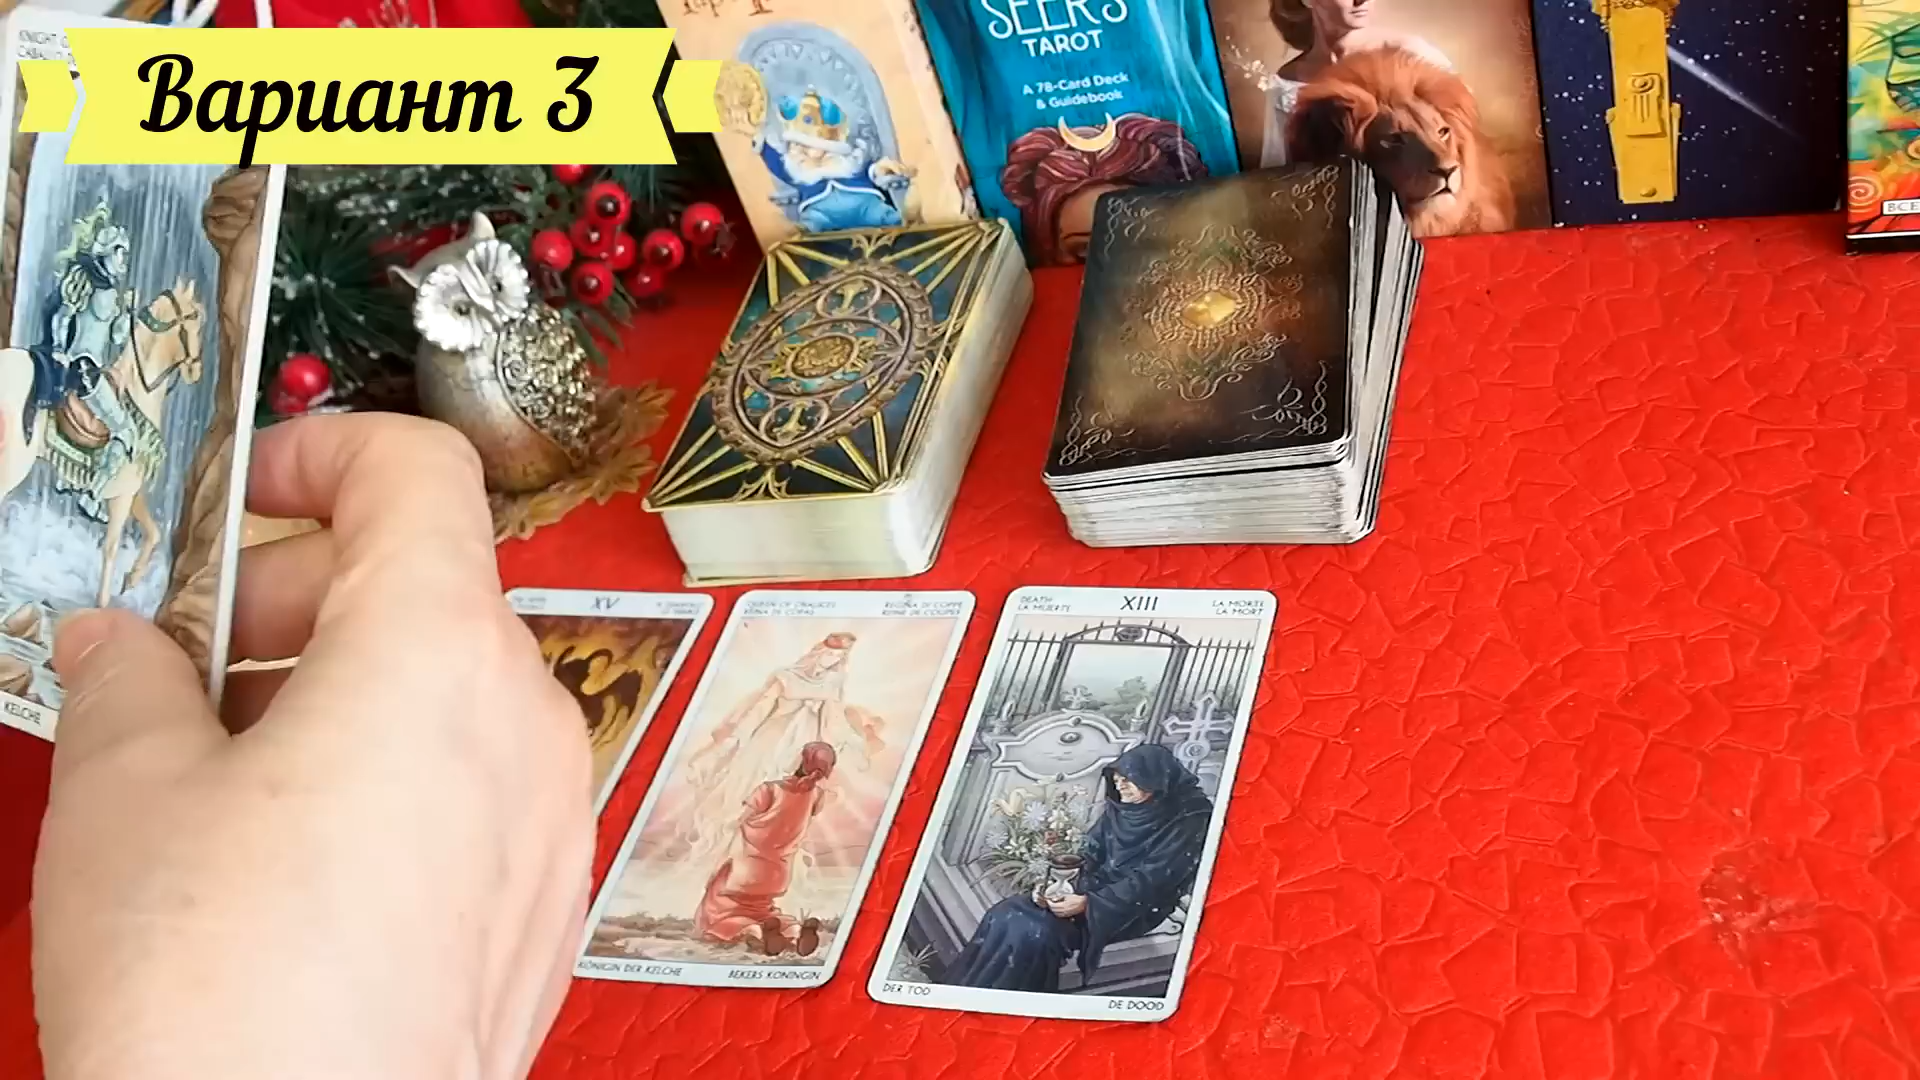 Вариант 3
SEERS
TAROT
A 78-Card Deck
& Guidebook
KELCHE
XV
QUEEN OF CHALICES
REINA DE COPAS
REGINA DI COPPE
REINE DE COUPES
KÖNIGIN DER KELCHE
BEKERS KONINGIN
DEATH
LA MUERTE
XIII
LA MORTE
LA MORT
DER TOD
DE DOOD
ВСЕ